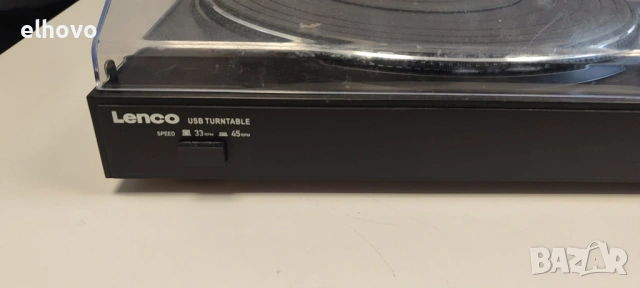 elhovo
Lenco USB TURNTABLE
SPEED 33 RPM 45 RPM
BAZAR